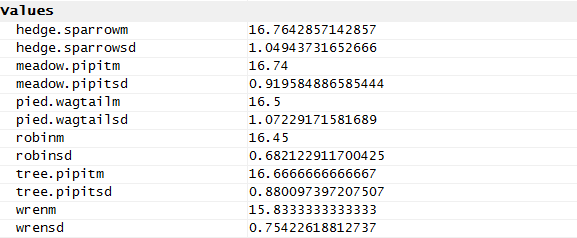 Values
hedge.sparrowm 16.7642857142857
hedge.sparrowsd 1.04943731652666
meadow.pipitm 16.74
meadow.pipitsd 0.919584886585444
pied.wagtailm 16.5
pied.wagtailsd 1.07229171581689
robinm 16.45
robinsd 0.682122911700425
tree.pipitm 16.6666666666667
tree.pipitsd 0.880097397207507
wrenm 15.8333333333333
wrensd 0.75422618812737